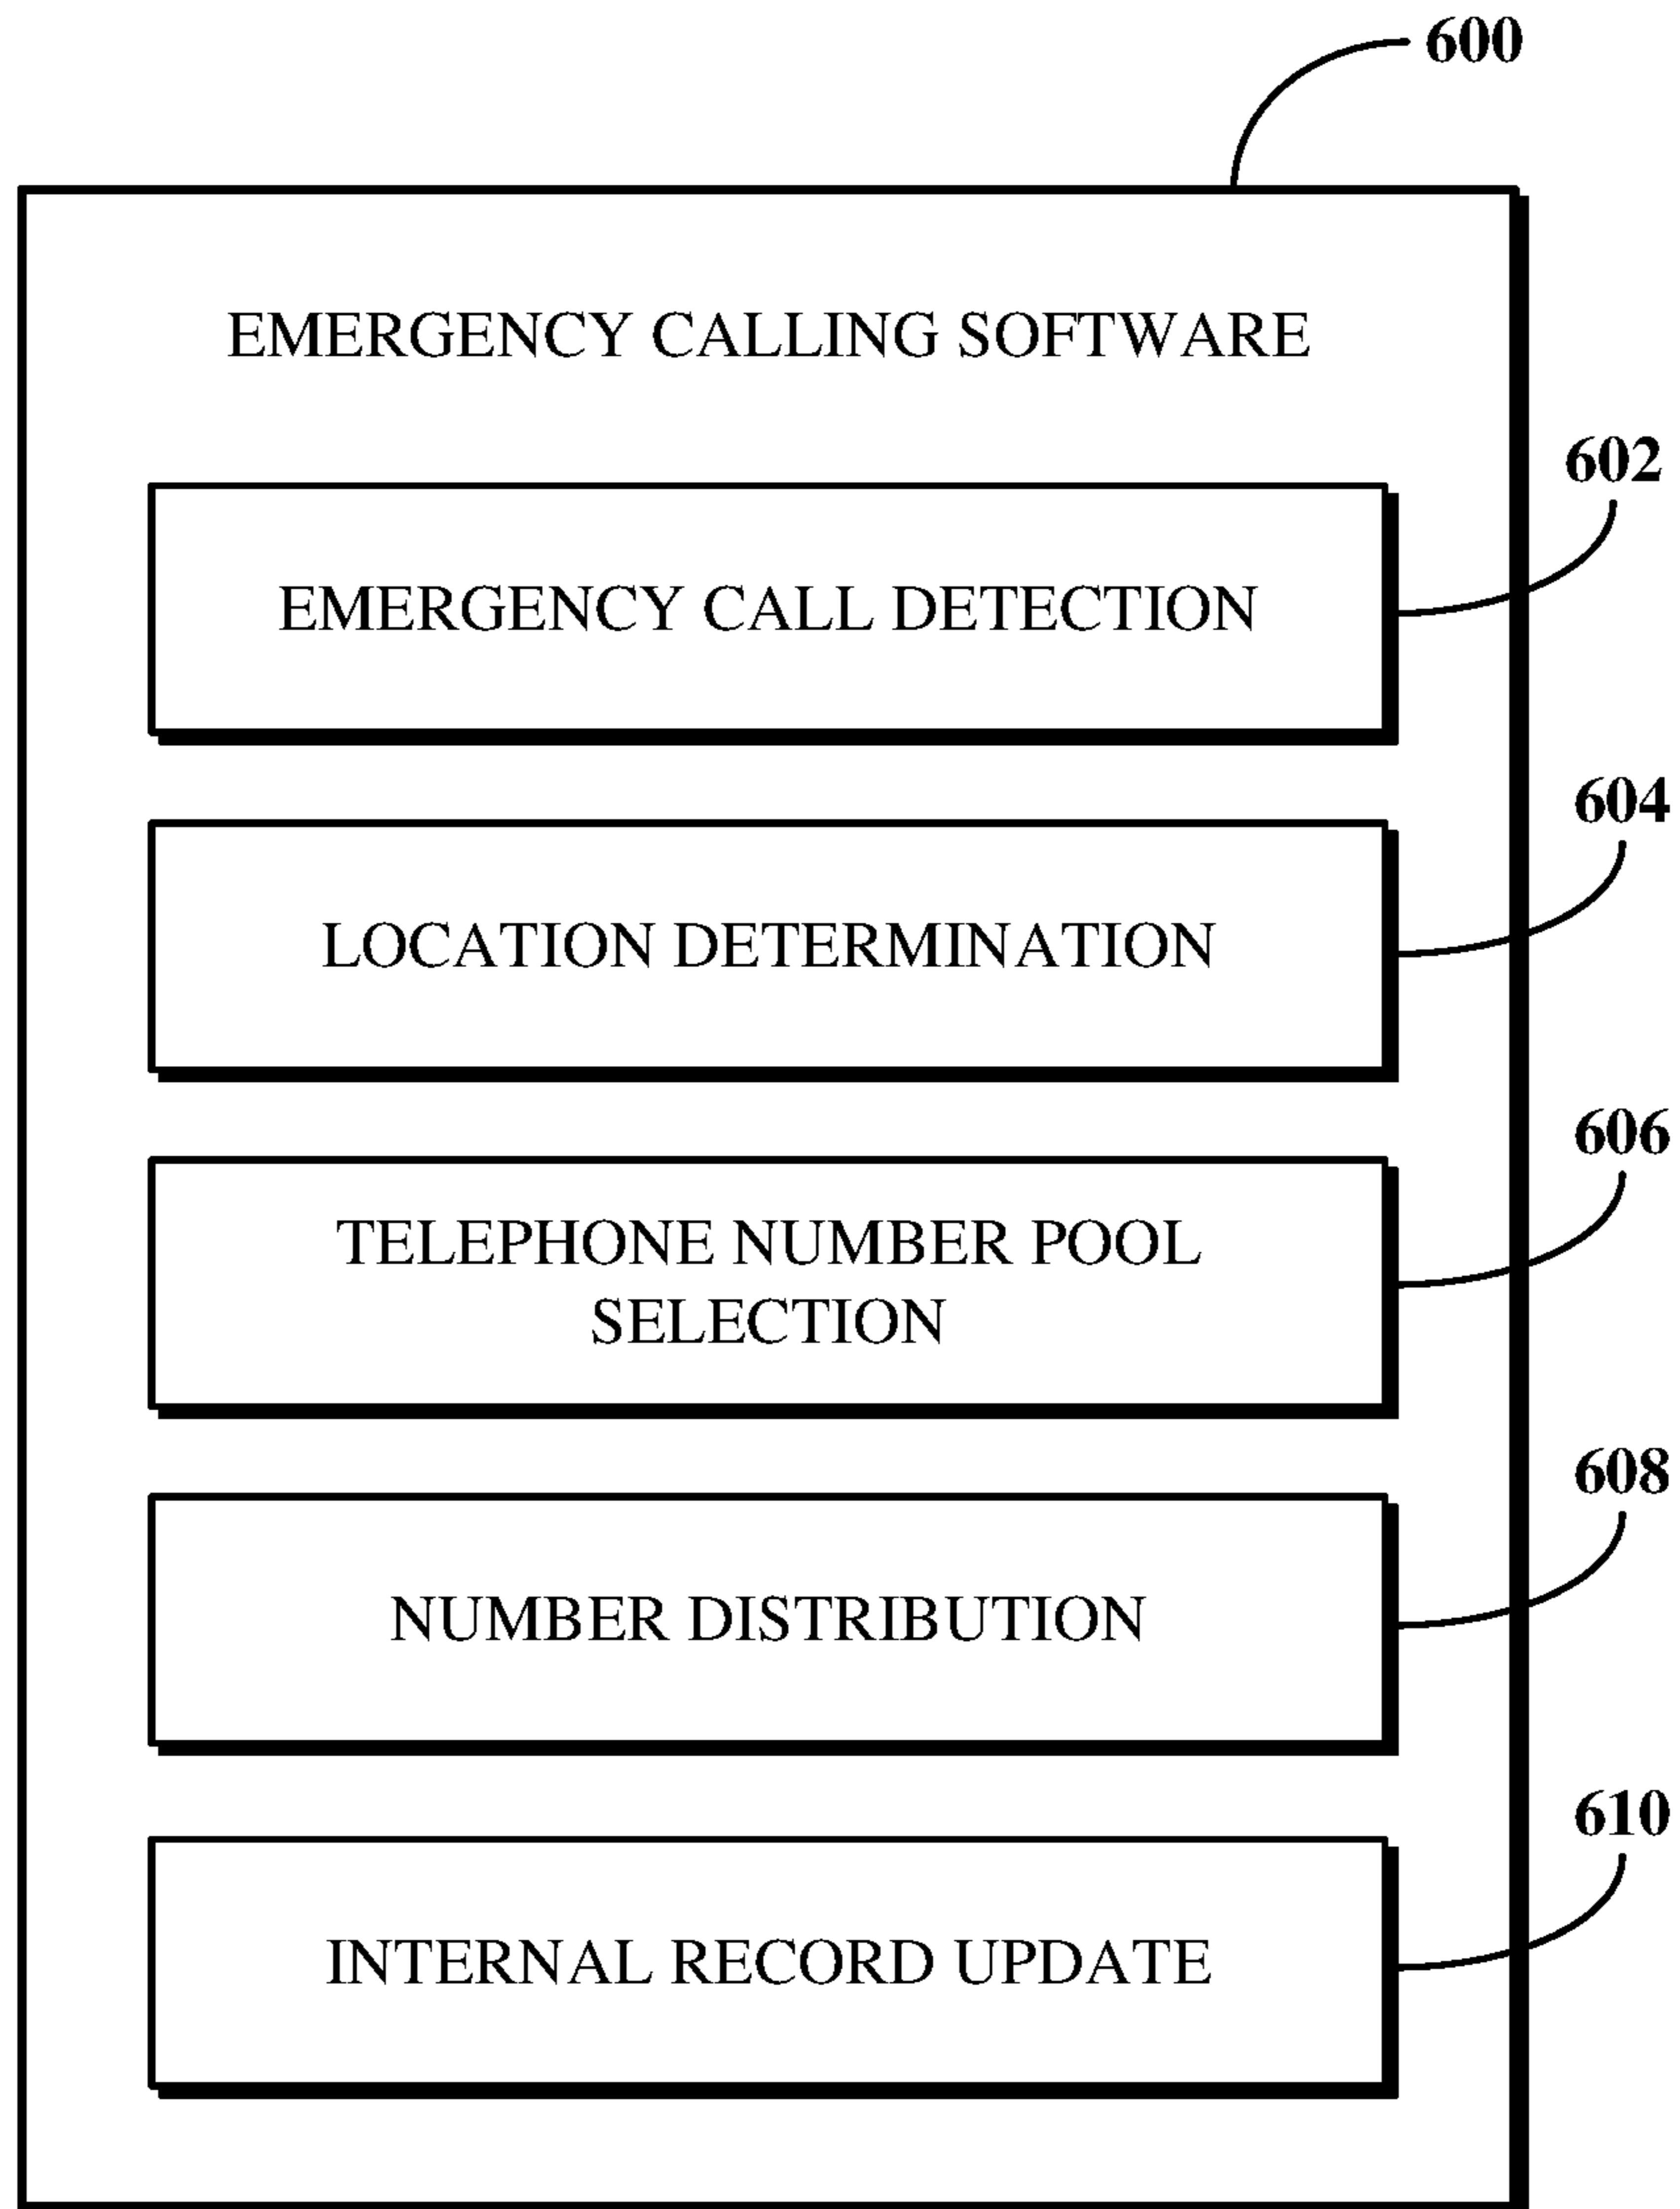 600
EMERGENCY CALLING SOFTWARE
602
EMERGENCY CALL DETECTION
604
LOCATION DETERMINATION
606
TELEPHONE NUMBER POOL
SELECTION
608
NUMBER DISTRIBUTION
610
INTERNAL RECORD UPDATE